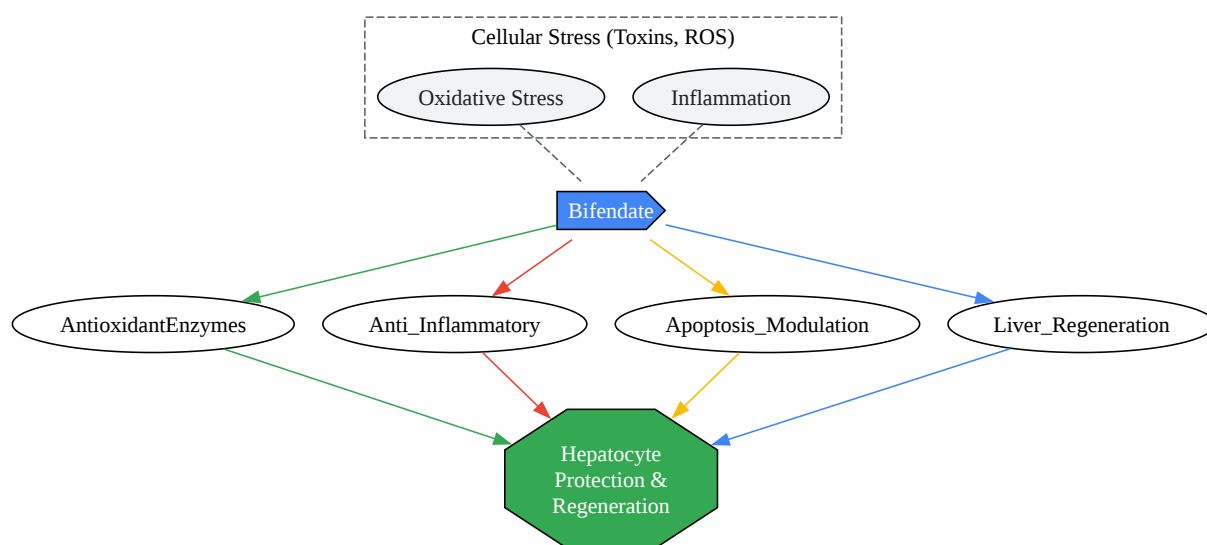 Cellular Stress (Toxins, ROS)
Oxidative Stress
Inflammation
Bifendate
AntioxidantEnzymes
Anti_Inflammatory
Apoptosis_Modulation
Liver_Regeneration
Hepatocyte
Protection &
Regeneration